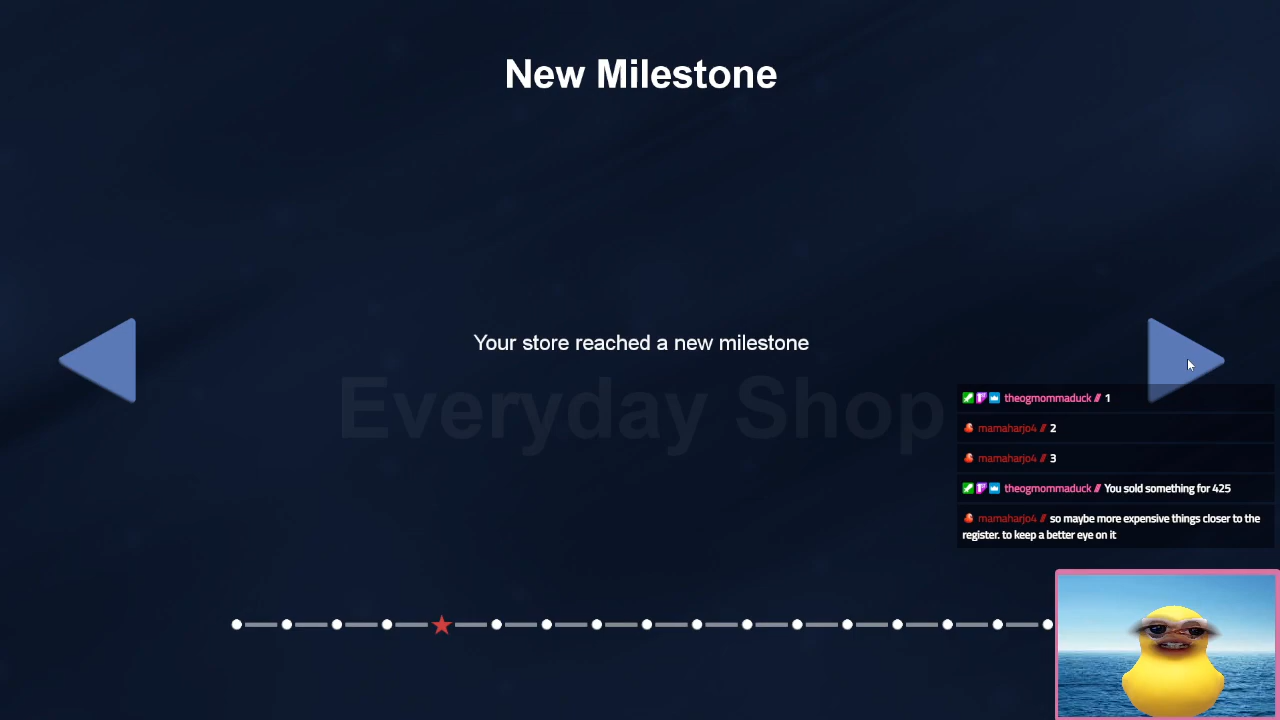 New Milestone
Your store reached a new milestone
Everyday Shop
theogmommaduck // 1
mamaharjo4 // 2
mamaharjo4 // 3
theogmommaduck // You sold something for 425
mamaharjo4 // so maybe more expensive things closer to the
register. to keep a better eye on it